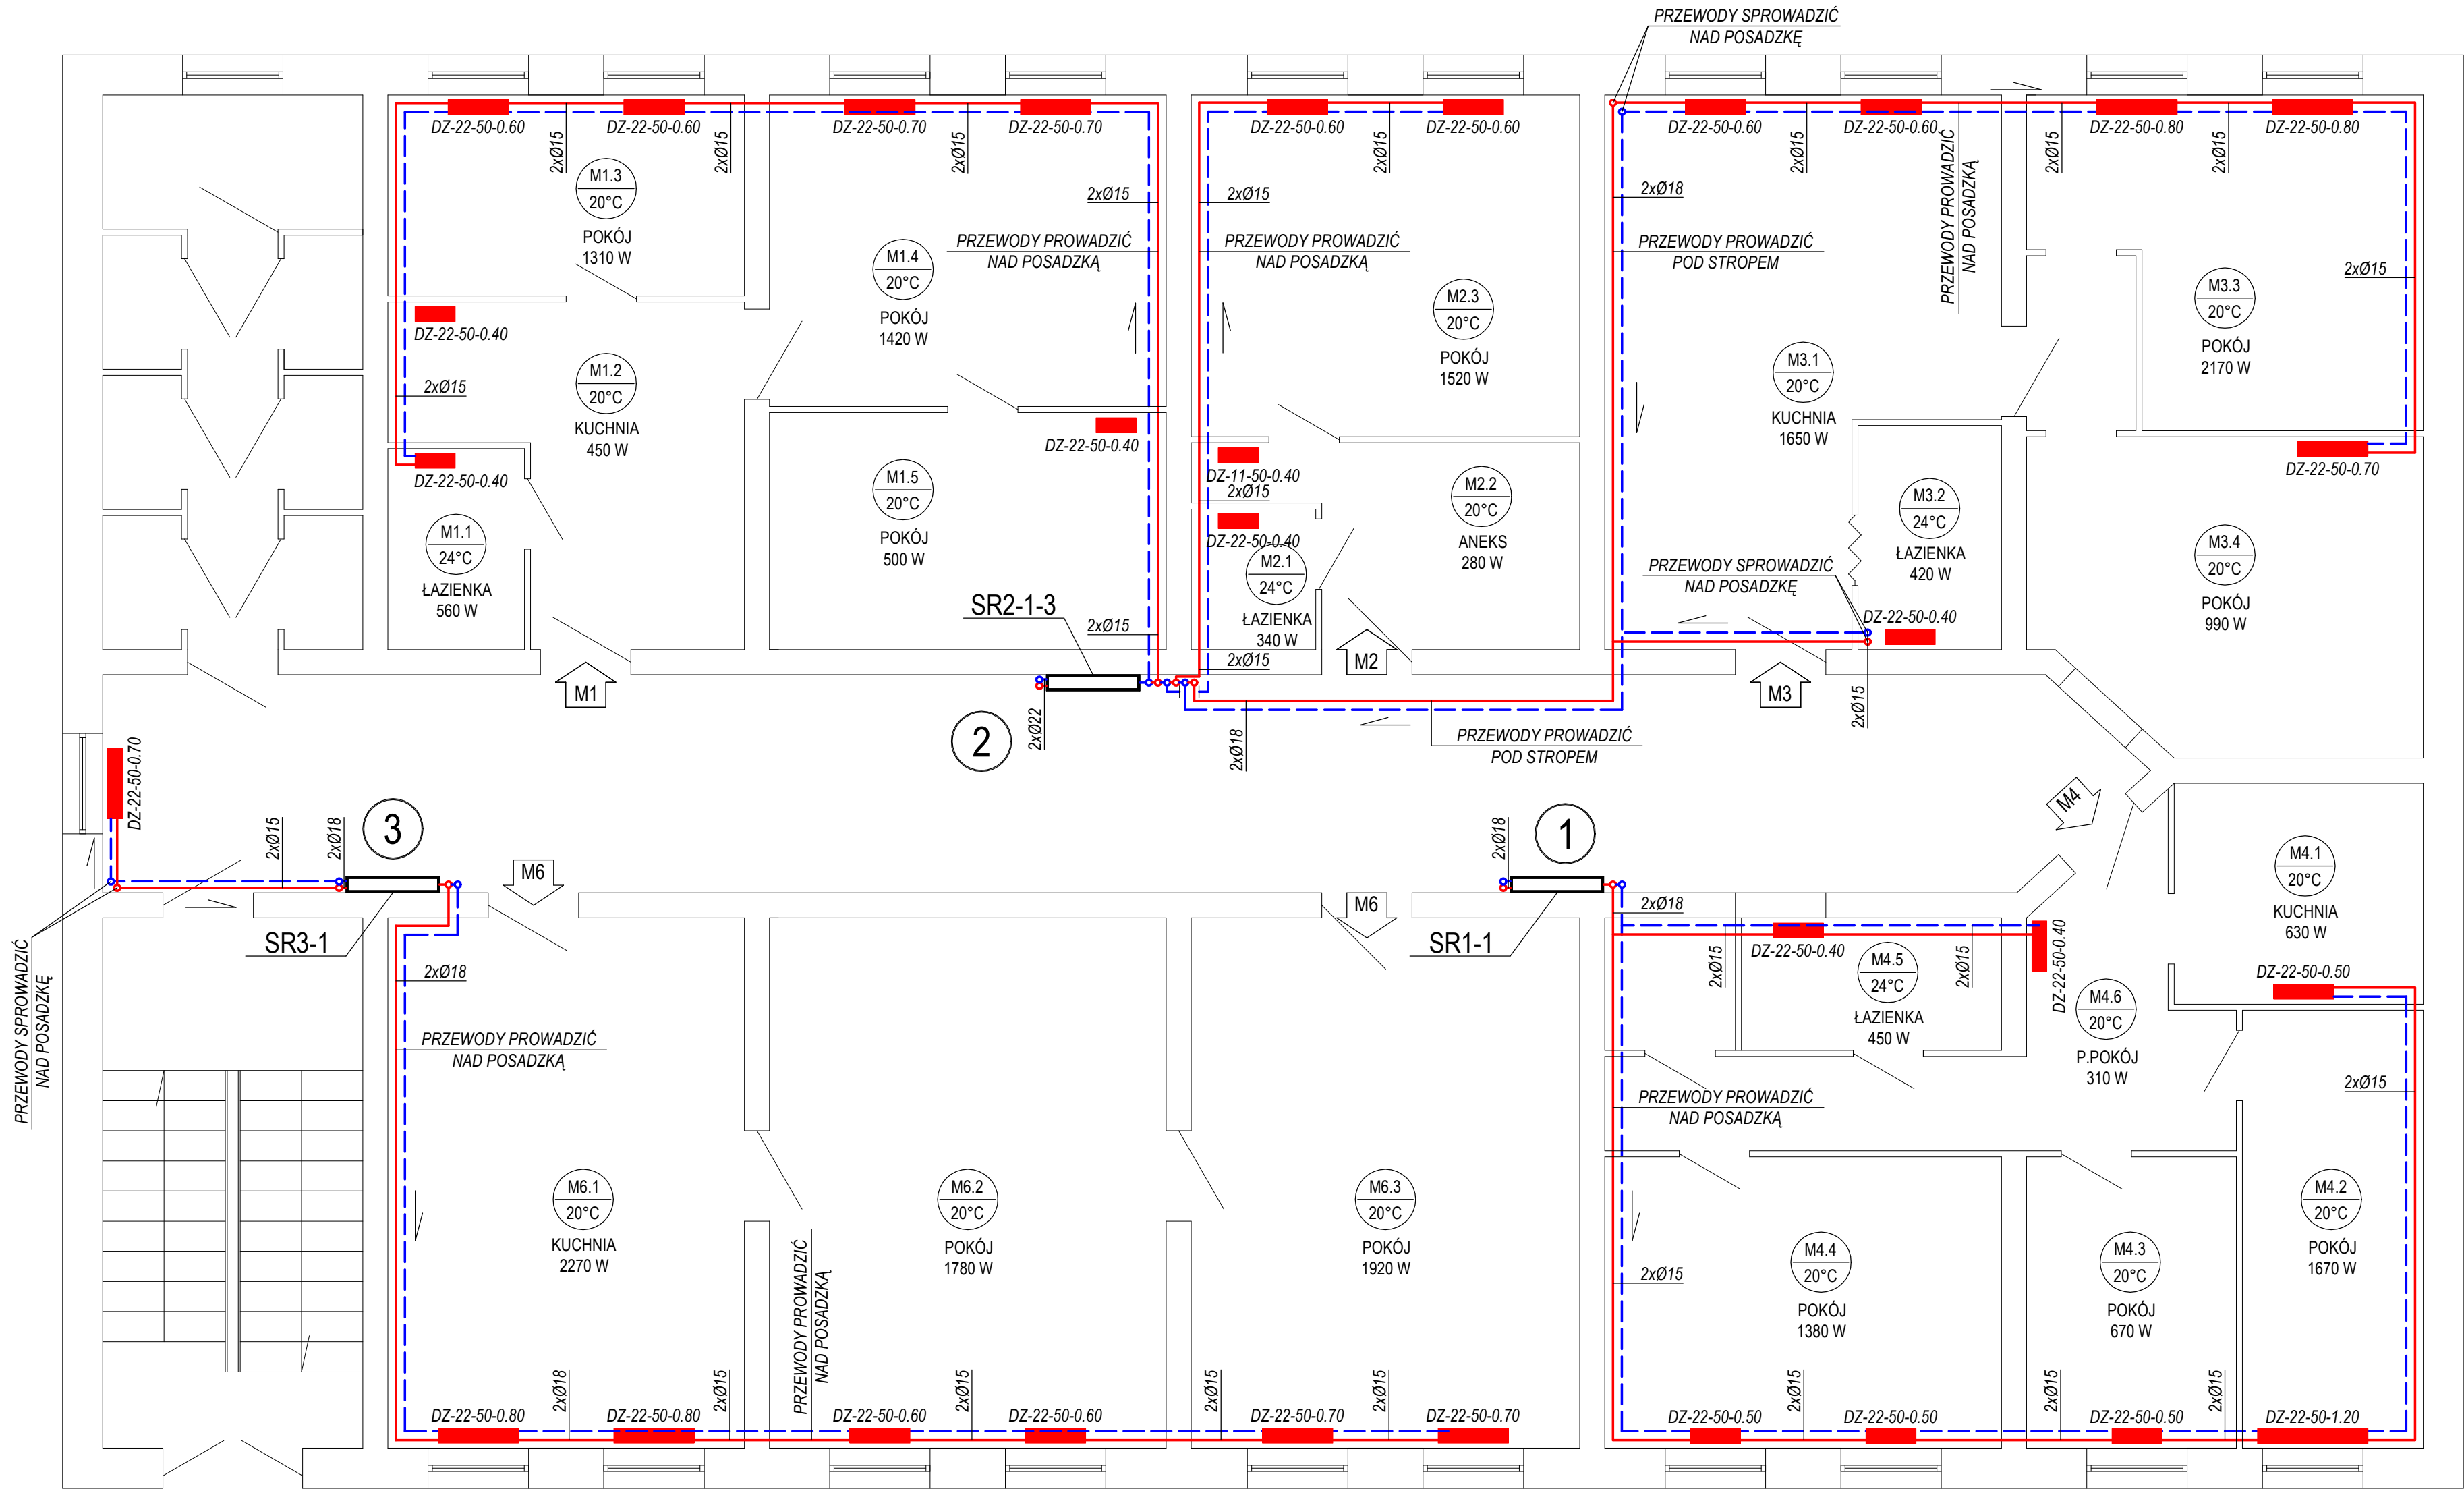 PRZEWODY SPROWADZIĆ
NAD POSADZKĘ
DZ-22-50-0.60
2xØ15
DZ-22-50-0.60
2xØ15
DZ-22-50-0.70
2xØ15
DZ-22-50-0.70
DZ-22-50-0.60
2xØ15
DZ-22-50-0.60
DZ-22-50-0.60
2xØ15
DZ-22-50-0.60
2xØ15
DZ-22-50-0.80
2xØ15
DZ-22-50-0.80
M1.3
20°C
POKÓJ
1310 W
2xØ15
PRZEWODY PROWADZIĆ
NAD POSADZKĄ
M1.4
20°C
POKÓJ
1420 W
2xØ15
PRZEWODY PROWADZIĆ
NAD POSADZKĄ
M2.3
20°C
POKÓJ
1520 W
2xØ18
PRZEWODY PROWADZIĆ
POD STROPEM
PRZEWODY PROWADZIĆ
NAD POSADZKĄ
M3.3
20°C
POKÓJ
2170 W
2xØ15
DZ-22-50-0.40
2xØ15
M1.2
20°C
KUCHNIA
450 W
M3.1
20°C
KUCHNIA
1650 W
DZ-22-50-0.40
DZ-22-50-0.40
DZ-11-50-0.40
2xØ15
DZ-22-50-0.40
DZ-22-50-0.70
M1.1
24°C
ŁAZIENKA
560 W
M1.5
20°C
POKÓJ
500 W
M2.1
24°C
ŁAZIENKA
340 W
M2.2
20°C
ANEKS
280 W
M3.2
24°C
ŁAZIENKA
420 W
M3.4
20°C
POKÓJ
990 W
PRZEWODY SPROWADZIĆ
NAD POSADZKĘ
DZ-22-50-0.40
SR2-1-3
2xØ15
2xØ15
M1
M2
M3
2xØ15
2xØ22
2
2xØ18
PRZEWODY PROWADZIĆ
POD STROPEM
DZ-22-50-0.70
2xØ15
2xØ18
3
M6
SR3-1
2xØ18
1
M6
SR1-1
2xØ18
M4
M4.1
20°C
KUCHNIA
630 W
PRZEWODY SPROWADZIĆ
NAD POSADZKĘ
2xØ18
PRZEWODY PROWADZIĆ
NAD POSADZKĄ
2xØ15
DZ-22-50-0.40
M4.5
24°C
ŁAZIENKA
450 W
2xØ15
DZ-22-50-0.40
M4.6
20°C
P.POKÓJ
310 W
DZ-22-50-0.50
2xØ15
PRZEWODY PROWADZIĆ
NAD POSADZKĄ
M6.1
20°C
KUCHNIA
2270 W
PRZEWODY PROWADZIĆ
NAD POSADZKĄ
M6.2
20°C
POKÓJ
1780 W
M6.3
20°C
POKÓJ
1920 W
2xØ15
M4.4
20°C
POKÓJ
1380 W
M4.3
20°C
POKÓJ
670 W
M4.2
20°C
POKÓJ
1670 W
DZ-22-50-0.80
2xØ18
DZ-22-50-0.80
2xØ15
DZ-22-50-0.60
2xØ15
DZ-22-50-0.60
2xØ15
DZ-22-50-0.70
2xØ15
DZ-22-50-0.70
DZ-22-50-0.50
2xØ15
DZ-22-50-0.50
2xØ15
DZ-22-50-0.50
2xØ15
DZ-22-50-1.20